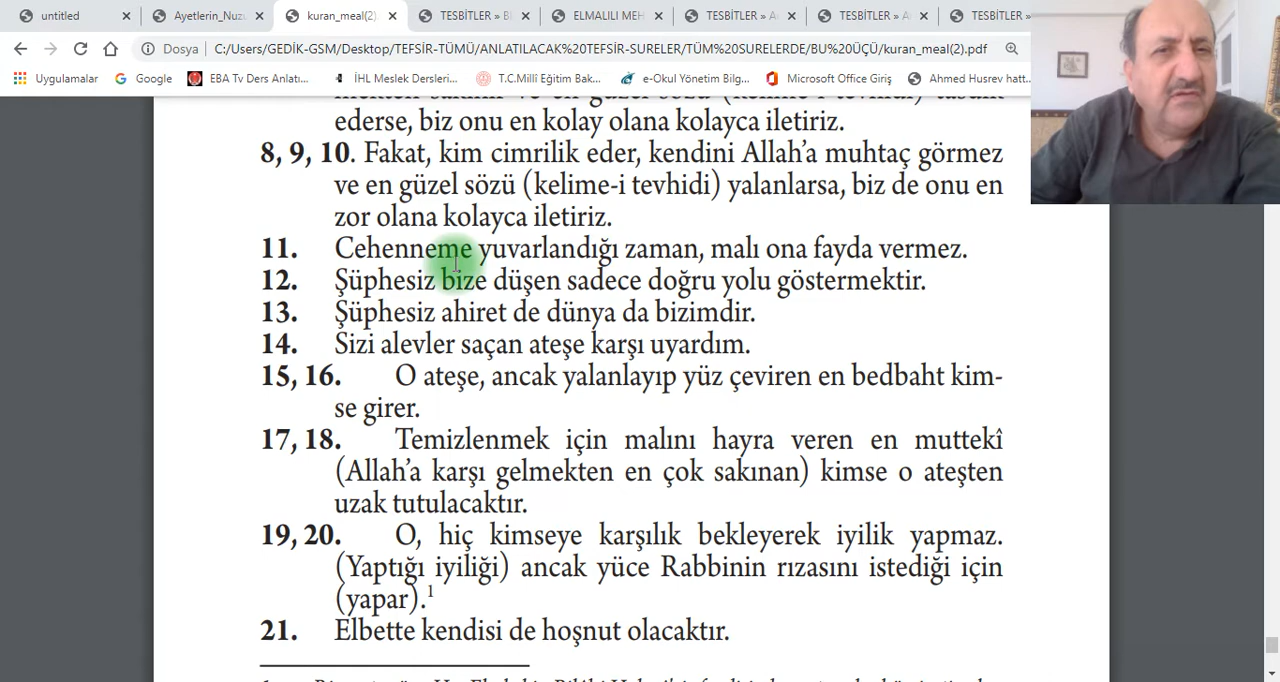 untitled
Ayetlerin_Nuzu
kuran_meal(2).
TESBİTLER » B
ELMALILI MEH
TESBİTLER » A
TESBİTLER » A
TESBİTLER
Dosya | C:/Users/GEDİK-GSM/Desktop/TEFSİR-TÜMÜ/ANLATILACAK%20TEFSİR-SURELER/TÜM%20SURELERDE/BU%20ÜÇÜ/kuran_meal(2).pdf
Uygulamalar Google EBA Tv Ders Anlatı... İHL Meslek Dersleri... T.C.Millî Eğitim Bak... e-Okul Yönetim Bilg... Microsoft Office Giriş Ahmed Husrev hatt...
ederse, biz onu en kolay olana kolayca iletiriz.
8, 9, 10. Fakat, kim cimrilik eder, kendini Allah’a muhtaç görmez
ve en güzel sözü (kelime-i tevhidi) yalanlarsa, biz de onu en
zor olana kolayca iletiriz.
11. Cehenneme yuvarlandığı zaman, malı ona fayda vermez.
12. Şüphesiz bize düşen sadece doğru yolu göstermektir.
13. Şüphesiz ahiret de dünya da bizimdir.
14. Sizi alevler saçan ateşe karşı uyardım.
15, 16. O ateşe, ancak yalanlayıp yüz çeviren en bedbaht kim-
se girer.
17, 18. Temizlenmek için malını hayra veren en muttekî
(Allah’a karşı gelmekten en çok sakınan) kimse o ateşten
uzak tutulacaktır.
19, 20. O, hiç kimseye karşılık bekleyerek iyilik yapmaz.
(Yaptığı iyiliği) ancak yüce Rabbinin rızasını istediği için
(yapar).1
21. Elbette kendisi de hoşnut olacaktır.